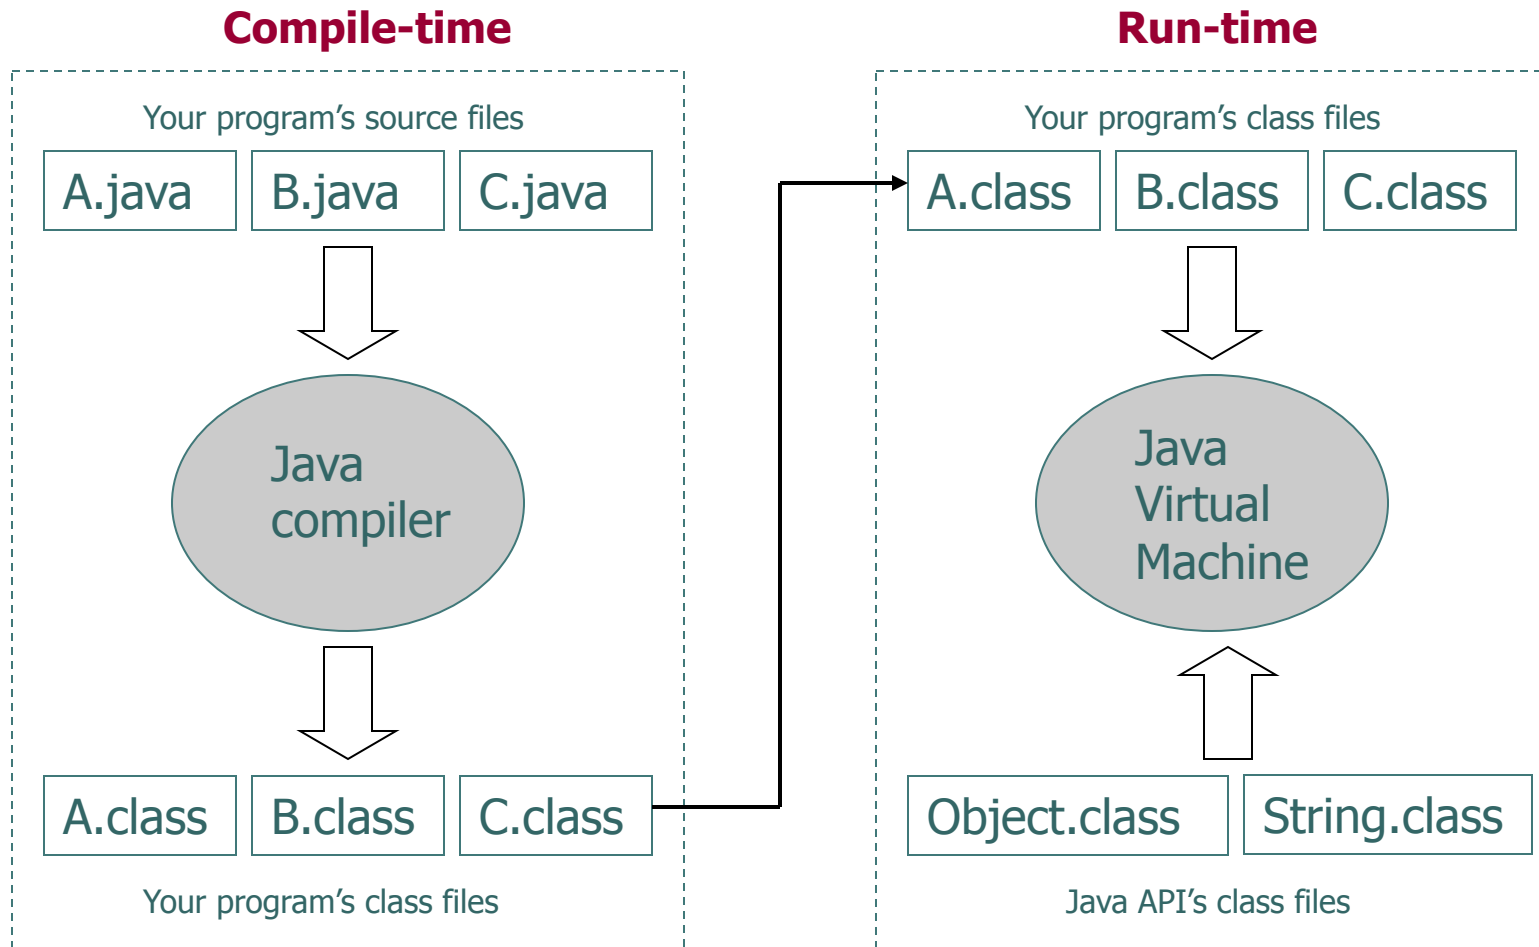 Compile-time
Your program’s source files
A.java B.java C.java
Java
compiler
A.class B.class C.class
Your program’s class files
Run-time
Your program’s class files
A.class B.class C.class
Java
Virtual
Machine
Object.class String.class
Java API’s class files